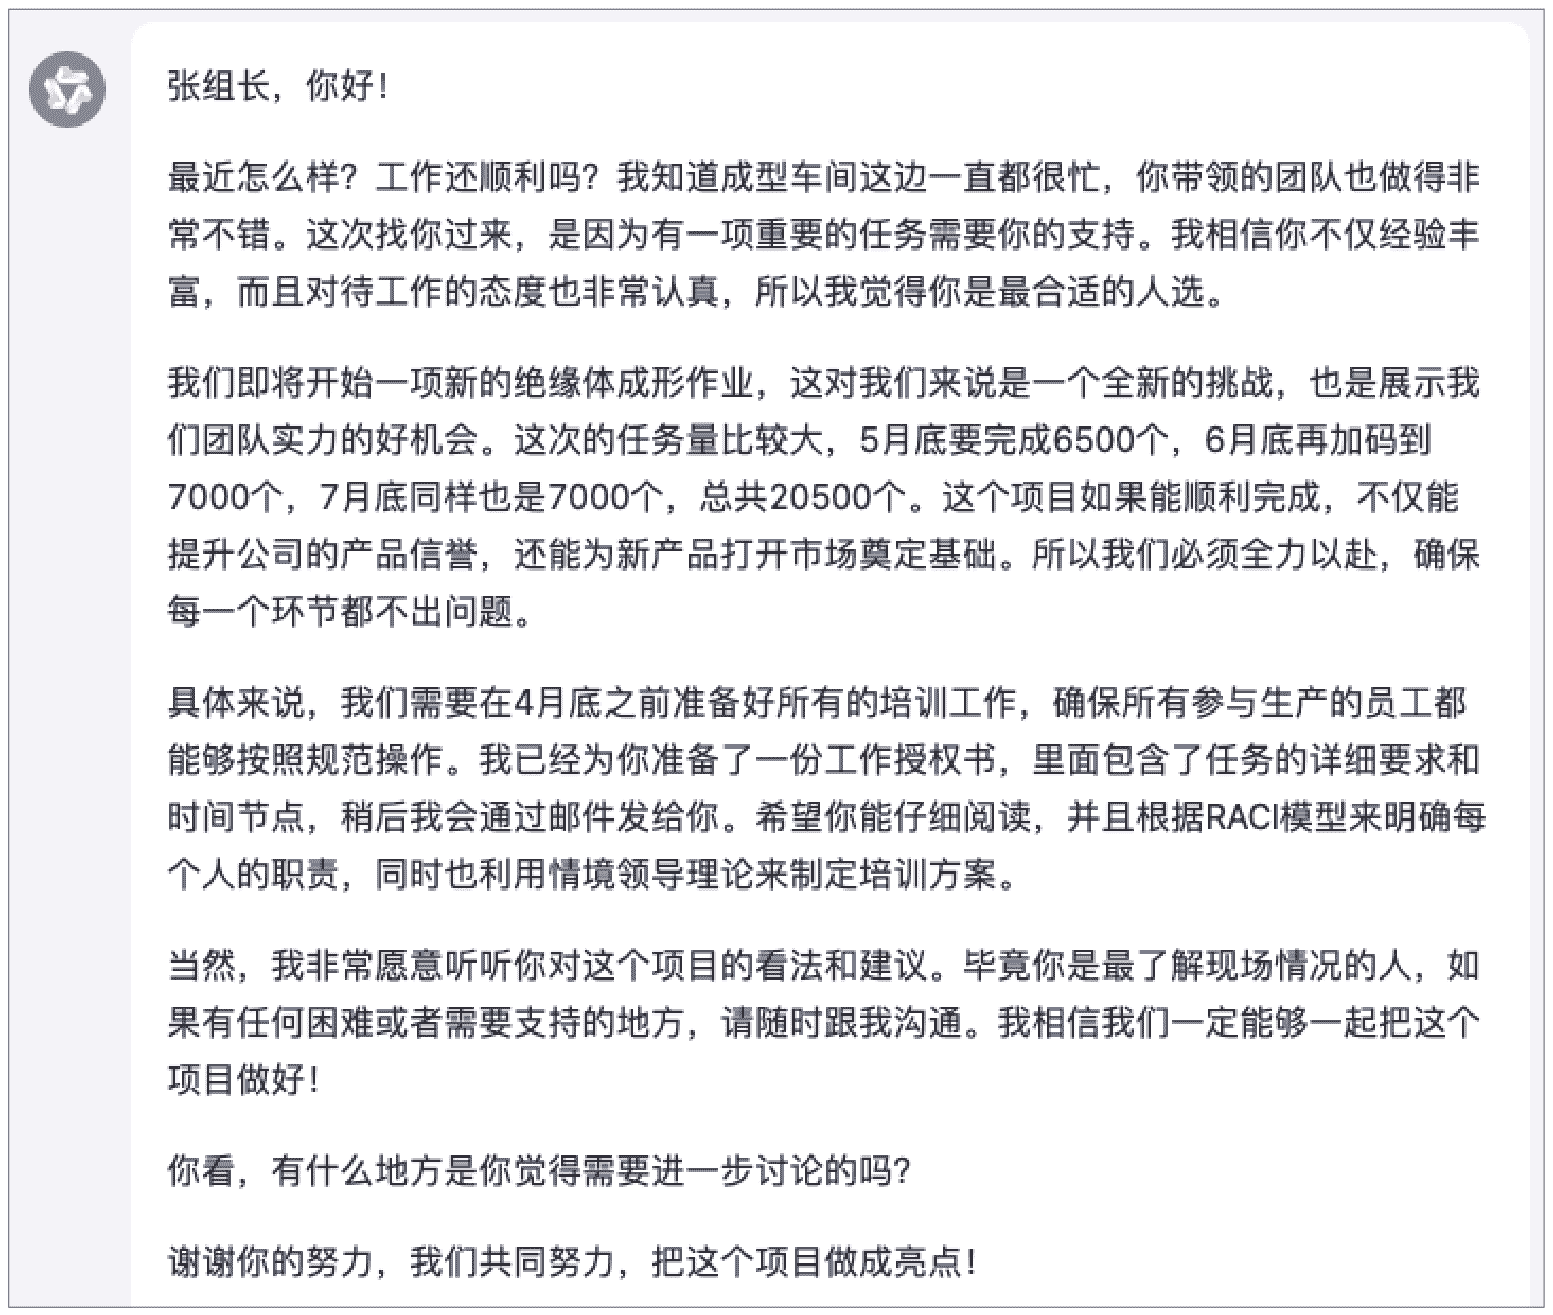 张组长，你好！
最近怎么样？工作还顺利吗？我知道成型车间这边一直都很忙，你带领的团队也做得非
常不错。这次找你过来，是因为有一项重要的任务需要你的支持。我相信你不仅经验丰
富，而且对待工作的态度也非常认真，所以我觉得你是最合适的人选。
我们即将开始一项新的绝缘体成形作业，这对我们来说是一个全新的挑战，也是展示我
们团队实力的好机会。这次的任务量比较大，5月底要完成6500个，6月底再加码到
7000个，7月底同样也是7000个，总共20500个。这个项目如果能顺利完成，不仅能
提升公司的产品信誉，还能为新产品打开市场奠定基础。所以我们必须全力以赴，确保
每一个环节都不出问题。
具体来说，我们需要在4月底之前准备好所有的培训工作，确保所有参与生产的员工都
能够按照规范操作。我已经为你准备了一份工作授权书，里面包含了任务的详细要求和
时间节点，稍后我会通过邮件发给你。希望你能仔细阅读，并且根据RACI模型来明确每
个人的职责，同时也利用情境领导理论来制定培训方案。
当然，我非常愿意听听你对这个项目的看法和建议。毕竟你是最了解现场情况的人，如
果有任何困难或者需要支持的地方，请随时跟我沟通。我相信我们一定能够一起把这个
项目做好！
你看，有什么地方是你觉得需要进一步讨论的吗？
谢谢你的努力，我们共同努力，把这个项目做成亮点！